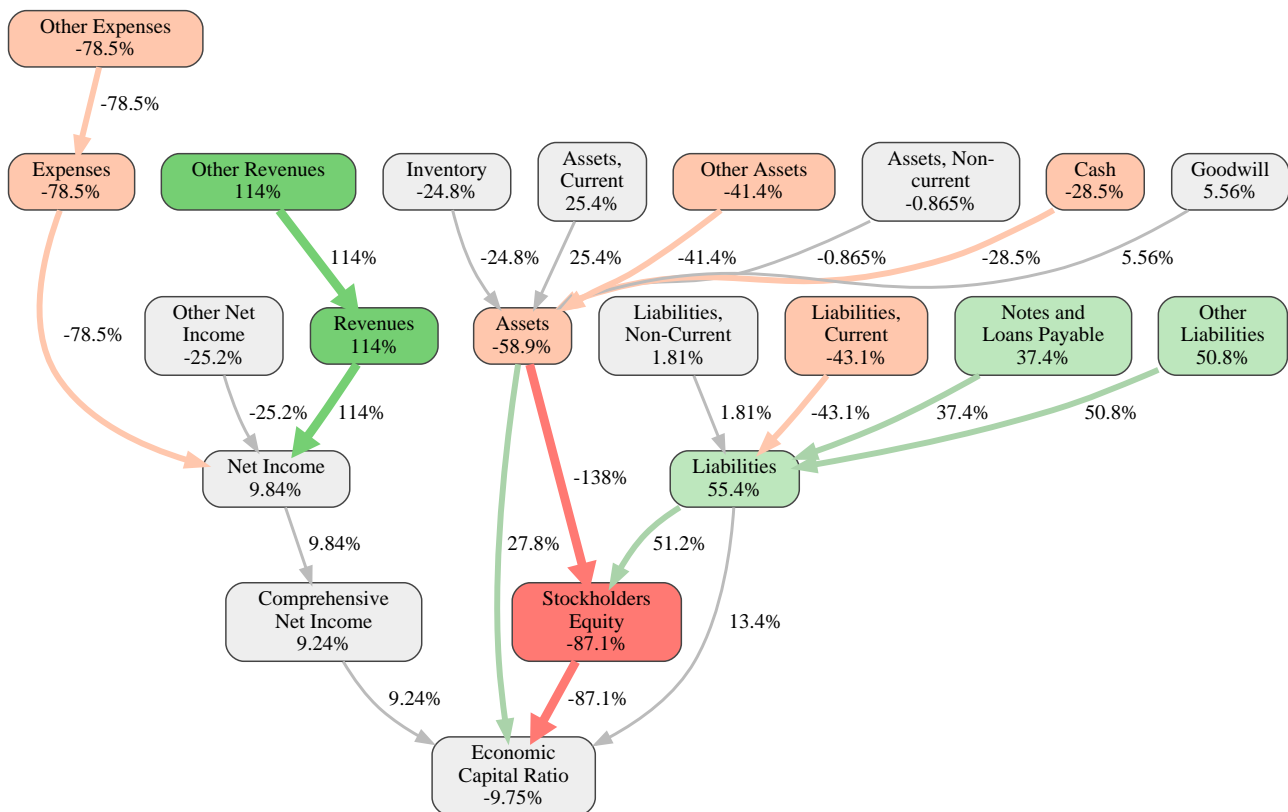 Other Expenses
-78.5%
-78.5%
Expenses
-78.5%
Other Revenues
114%
Inventory
-24.8%
Assets,
Current
25.4%
Other Assets
-41.4%
Assets, Non-
current
-0.865%
Cash
-28.5%
Goodwill
5.56%
114%
-24.8%
25.4%
-41.4%
-0.865%
-28.5%
5.56%
-78.5%
Other Net
Income
-25.2%
Revenues
114%
Assets
-58.9%
Liabilities,
Non-Current
1.81%
Liabilities,
Current
-43.1%
Notes and
Loans Payable
37.4%
Other
Liabilities
50.8%
-25.2%
114%
1.81%
-43.1%
37.4%
50.8%
Net Income
9.84%
-138%
Liabilities
55.4%
9.84%
27.8%
51.2%
Comprehensive
Net Income
9.24%
Stockholders
Equity
-87.1%
13.4%
9.24%
-87.1%
Economic
Capital Ratio
-9.75%